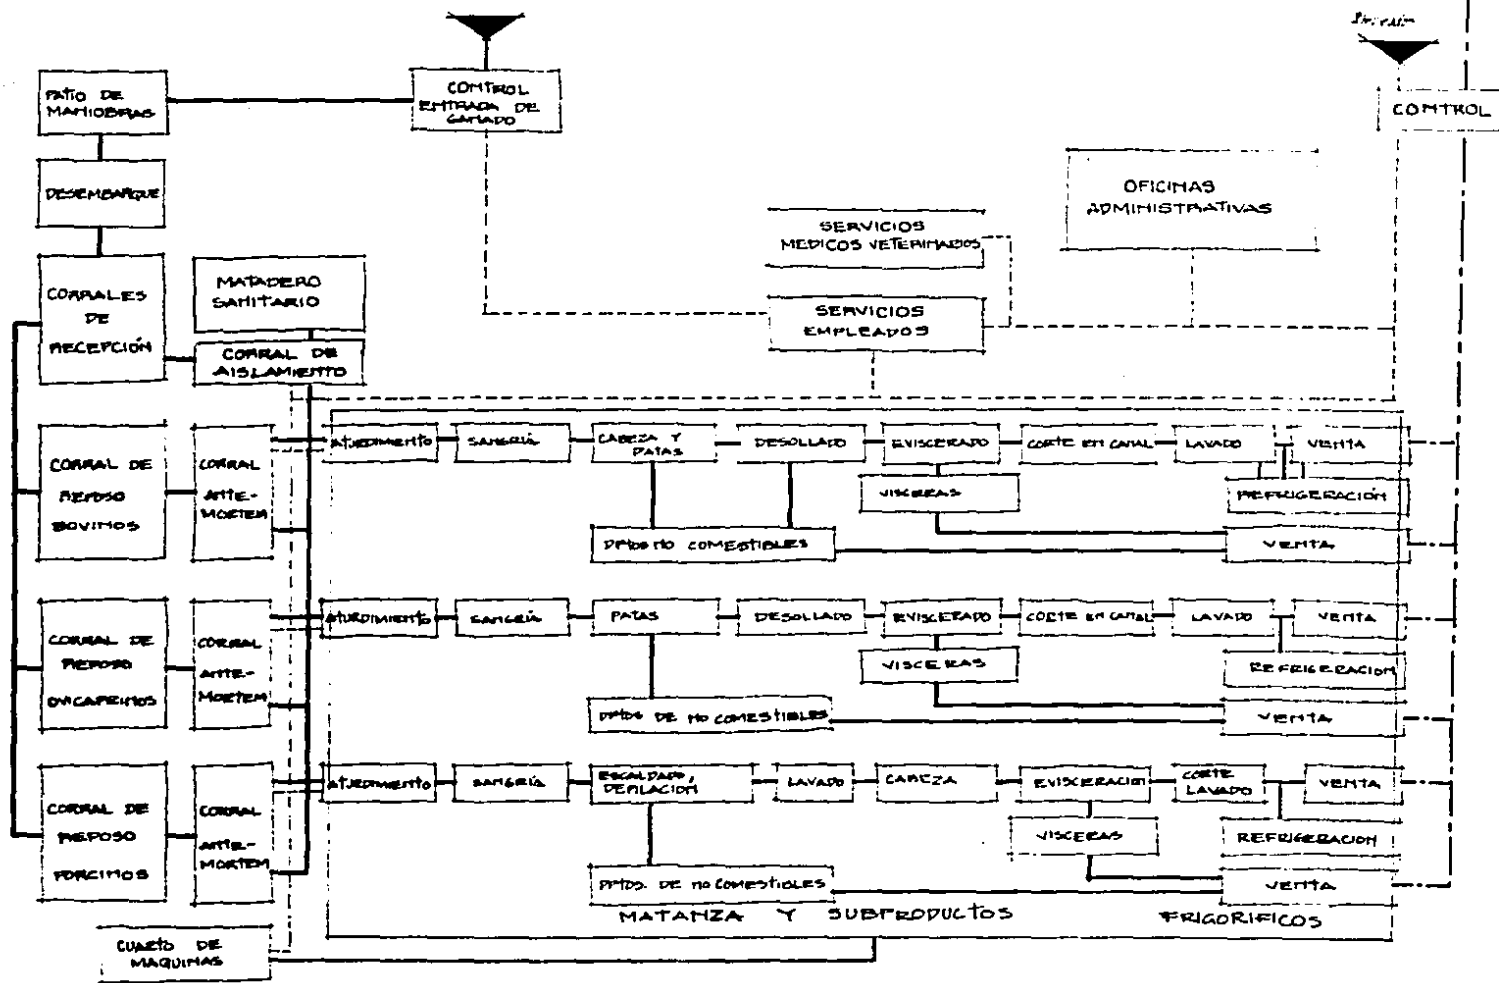 PATIO DE
MANIOBRAS
CONTROL
ENTRADA DE
GANADO
CONTROL
DESEMBARQUE
OFICINAS
ADMINISTRATIVAS
SERVICIOS
MEDICOS VETERINARIOS
SERVICIOS
EMPLEADOS
CORRALES
DE
RECEPCIÓN
MATADERO
SANITARIO
CORRAL DE
AISLAMIENTO
CORRAL DE
REPOSO
BOVINOS
CORRAL
ANTE-
MORTEM
ATURDIMIENTO
SANGRÍA
CABEZA Y
PATAS
DESOLLADO
EVISCERADO
CORTE EN CANAL
LAVADO
VENTA
VISCERAS
REFRIGERACIÓN
PDTOS NO COMESTIBLES
VENTA
CORRAL DE
REPOSO
OVICAPRINOS
CORRAL
ANTE-
MORTEM
ATURDIMIENTO
SANGRÍA
PATAS
DESOLLADO
EVISCERADO
CORTE EN CANAL
LAVADO
VENTA
VISCERAS
REFRIGERACION
PDTOS DE NO COMESTIBLES
VENTA
CORRAL DE
REPOSO
PORCINOS
CORRAL
ANTE-
MORTEM
ATURDIMIENTO
SANGRÍA
ESCALDADO,
DEPILACION
LAVADO
CABEZA
EVISCERACION
CORTE
LAVADO
VENTA
VISCERAS
REFRIGERACION
PDTOS. DE NO COMESTIBLES
VENTA
MATANZA Y SUBPRODUCTOS
FRIGORIFICOS
CUARTO DE
MAQUINAS